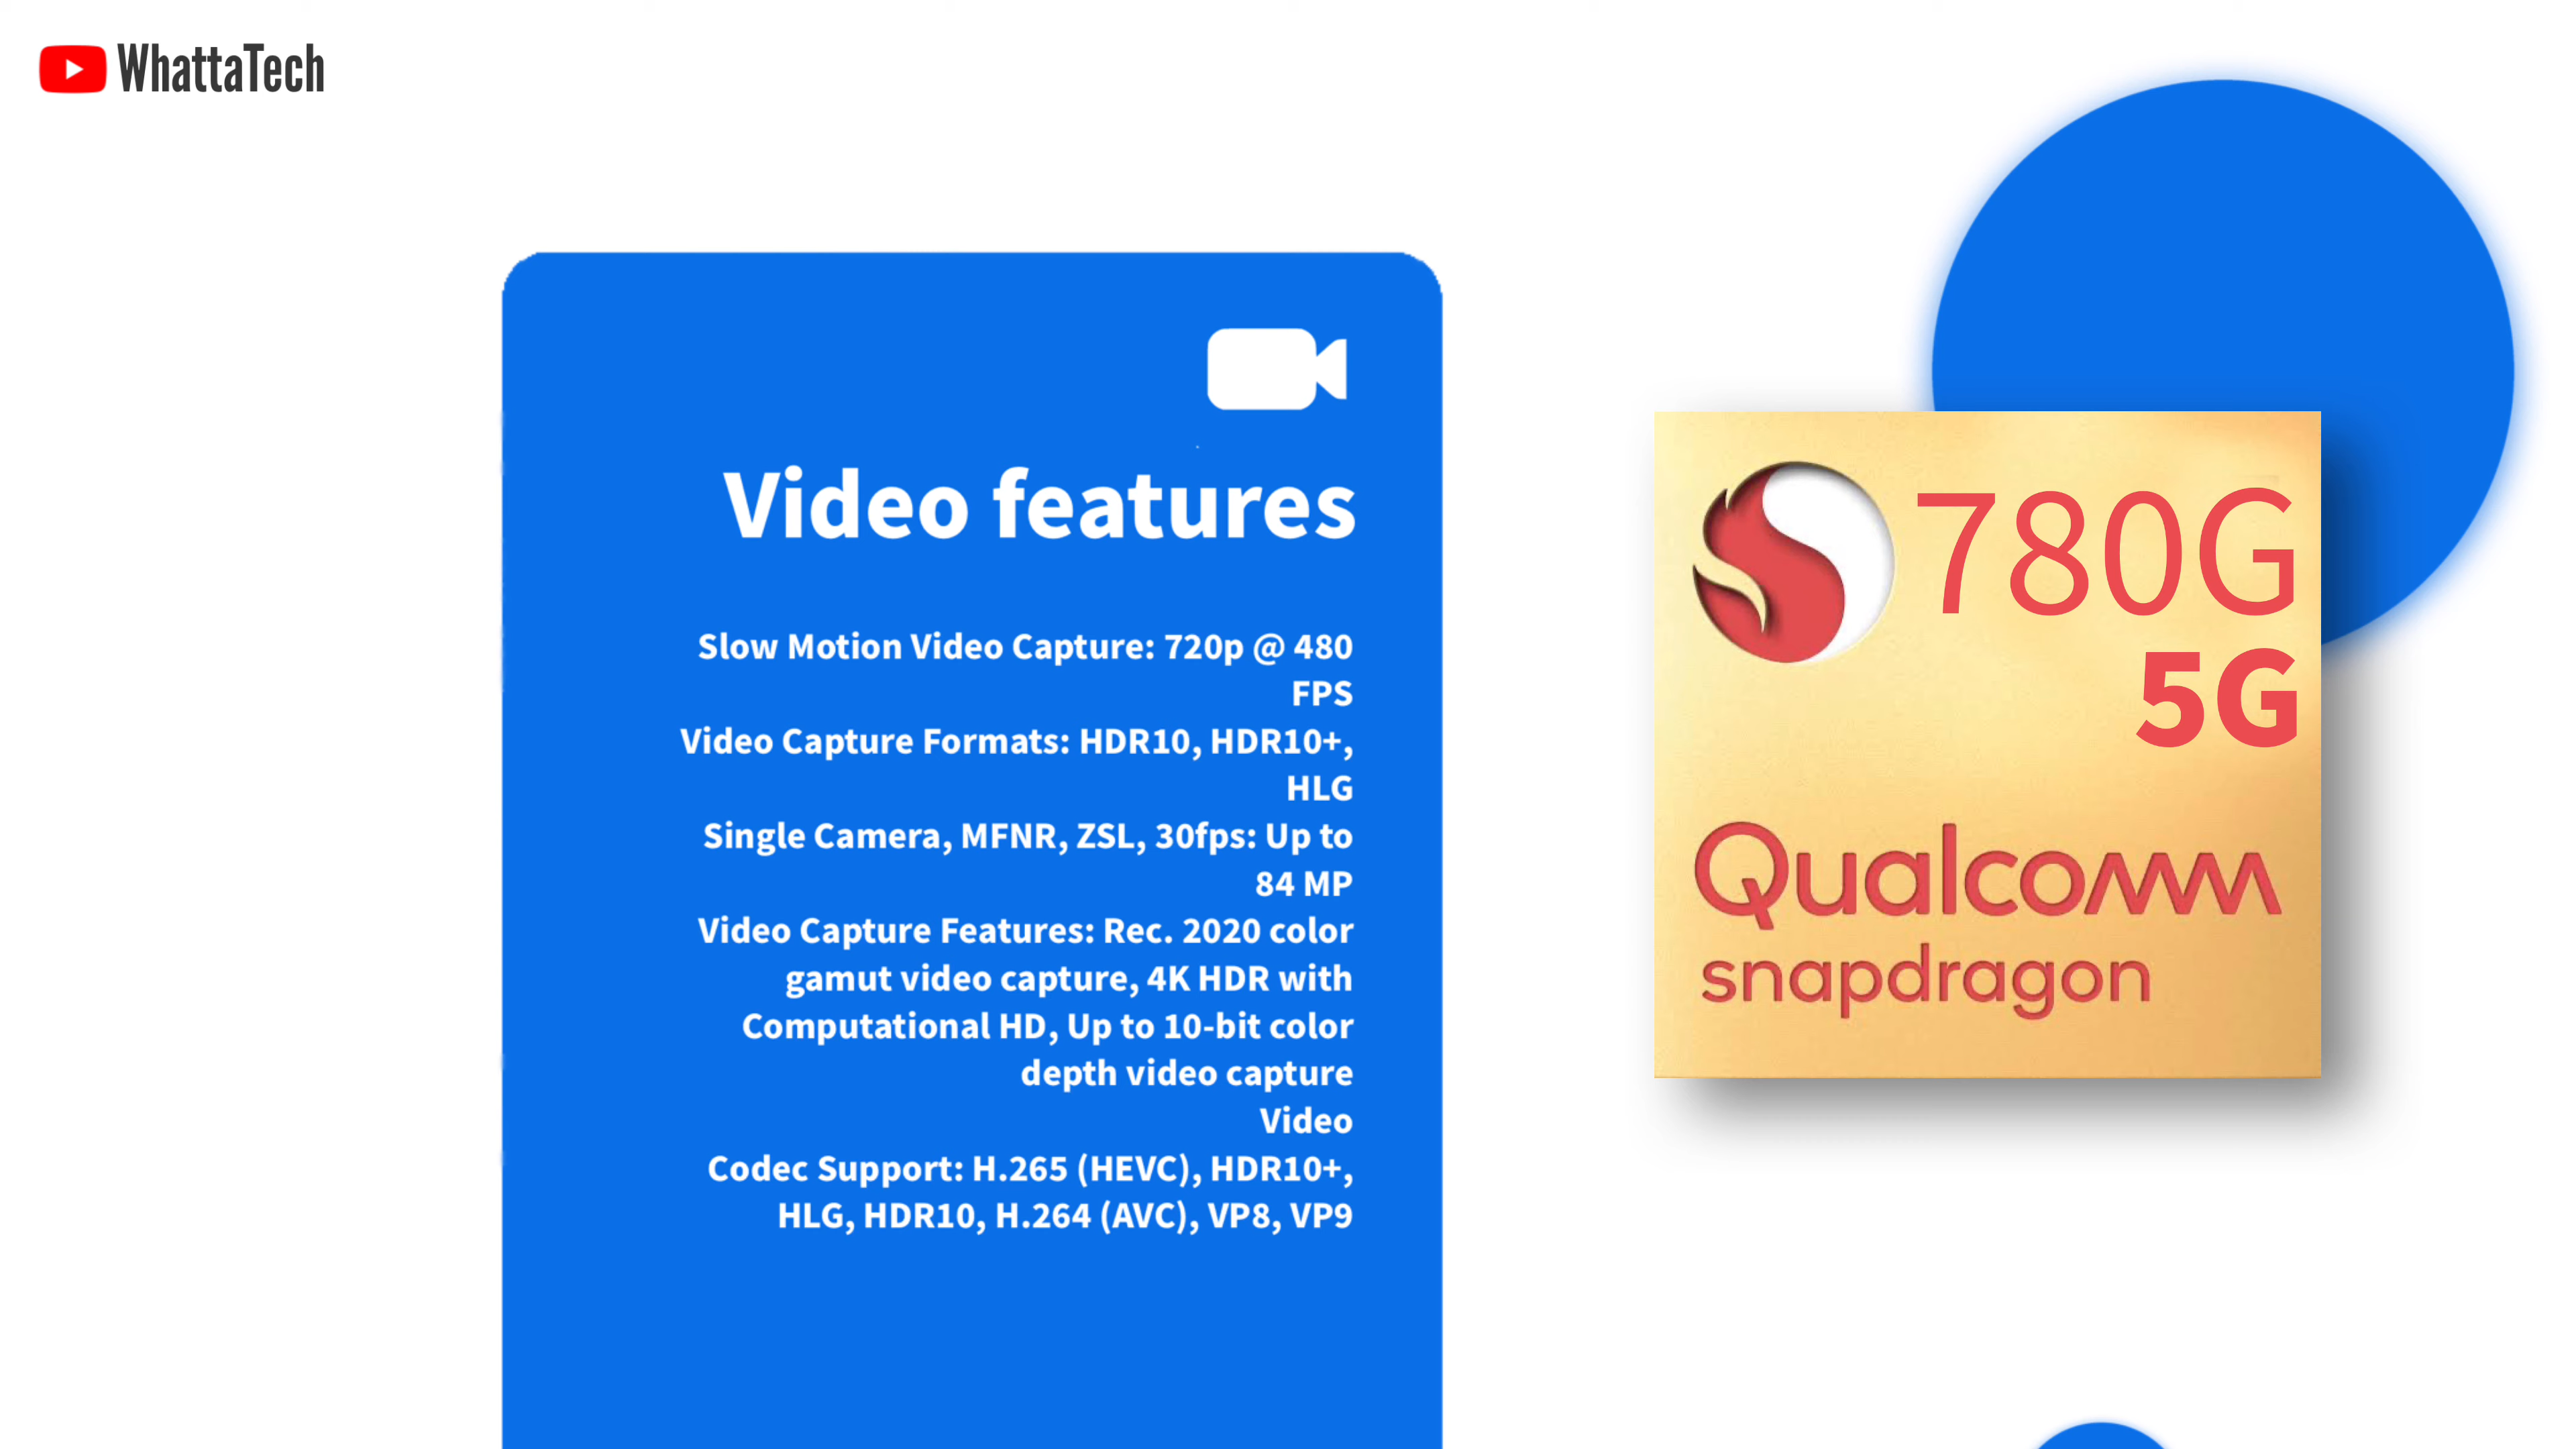 WhattaTech
Video features
Slow Motion Video Capture: 720p @ 480
FPS
Video Capture Formats: HDR10, HDR10+,
HLG
Single Camera, MFNR, ZSL, 30fps: Up to
84 MP
Video Capture Features: Rec. 2020 color
gamut video capture, 4K HDR with
Computational HD, Up to 10-bit color
depth video capture
Video
Codec Support: H.265 (HEVC), HDR10+,
HLG, HDR10, H.264 (AVC), VP8, VP9
780G
5G
Qualcomm
snapdragon